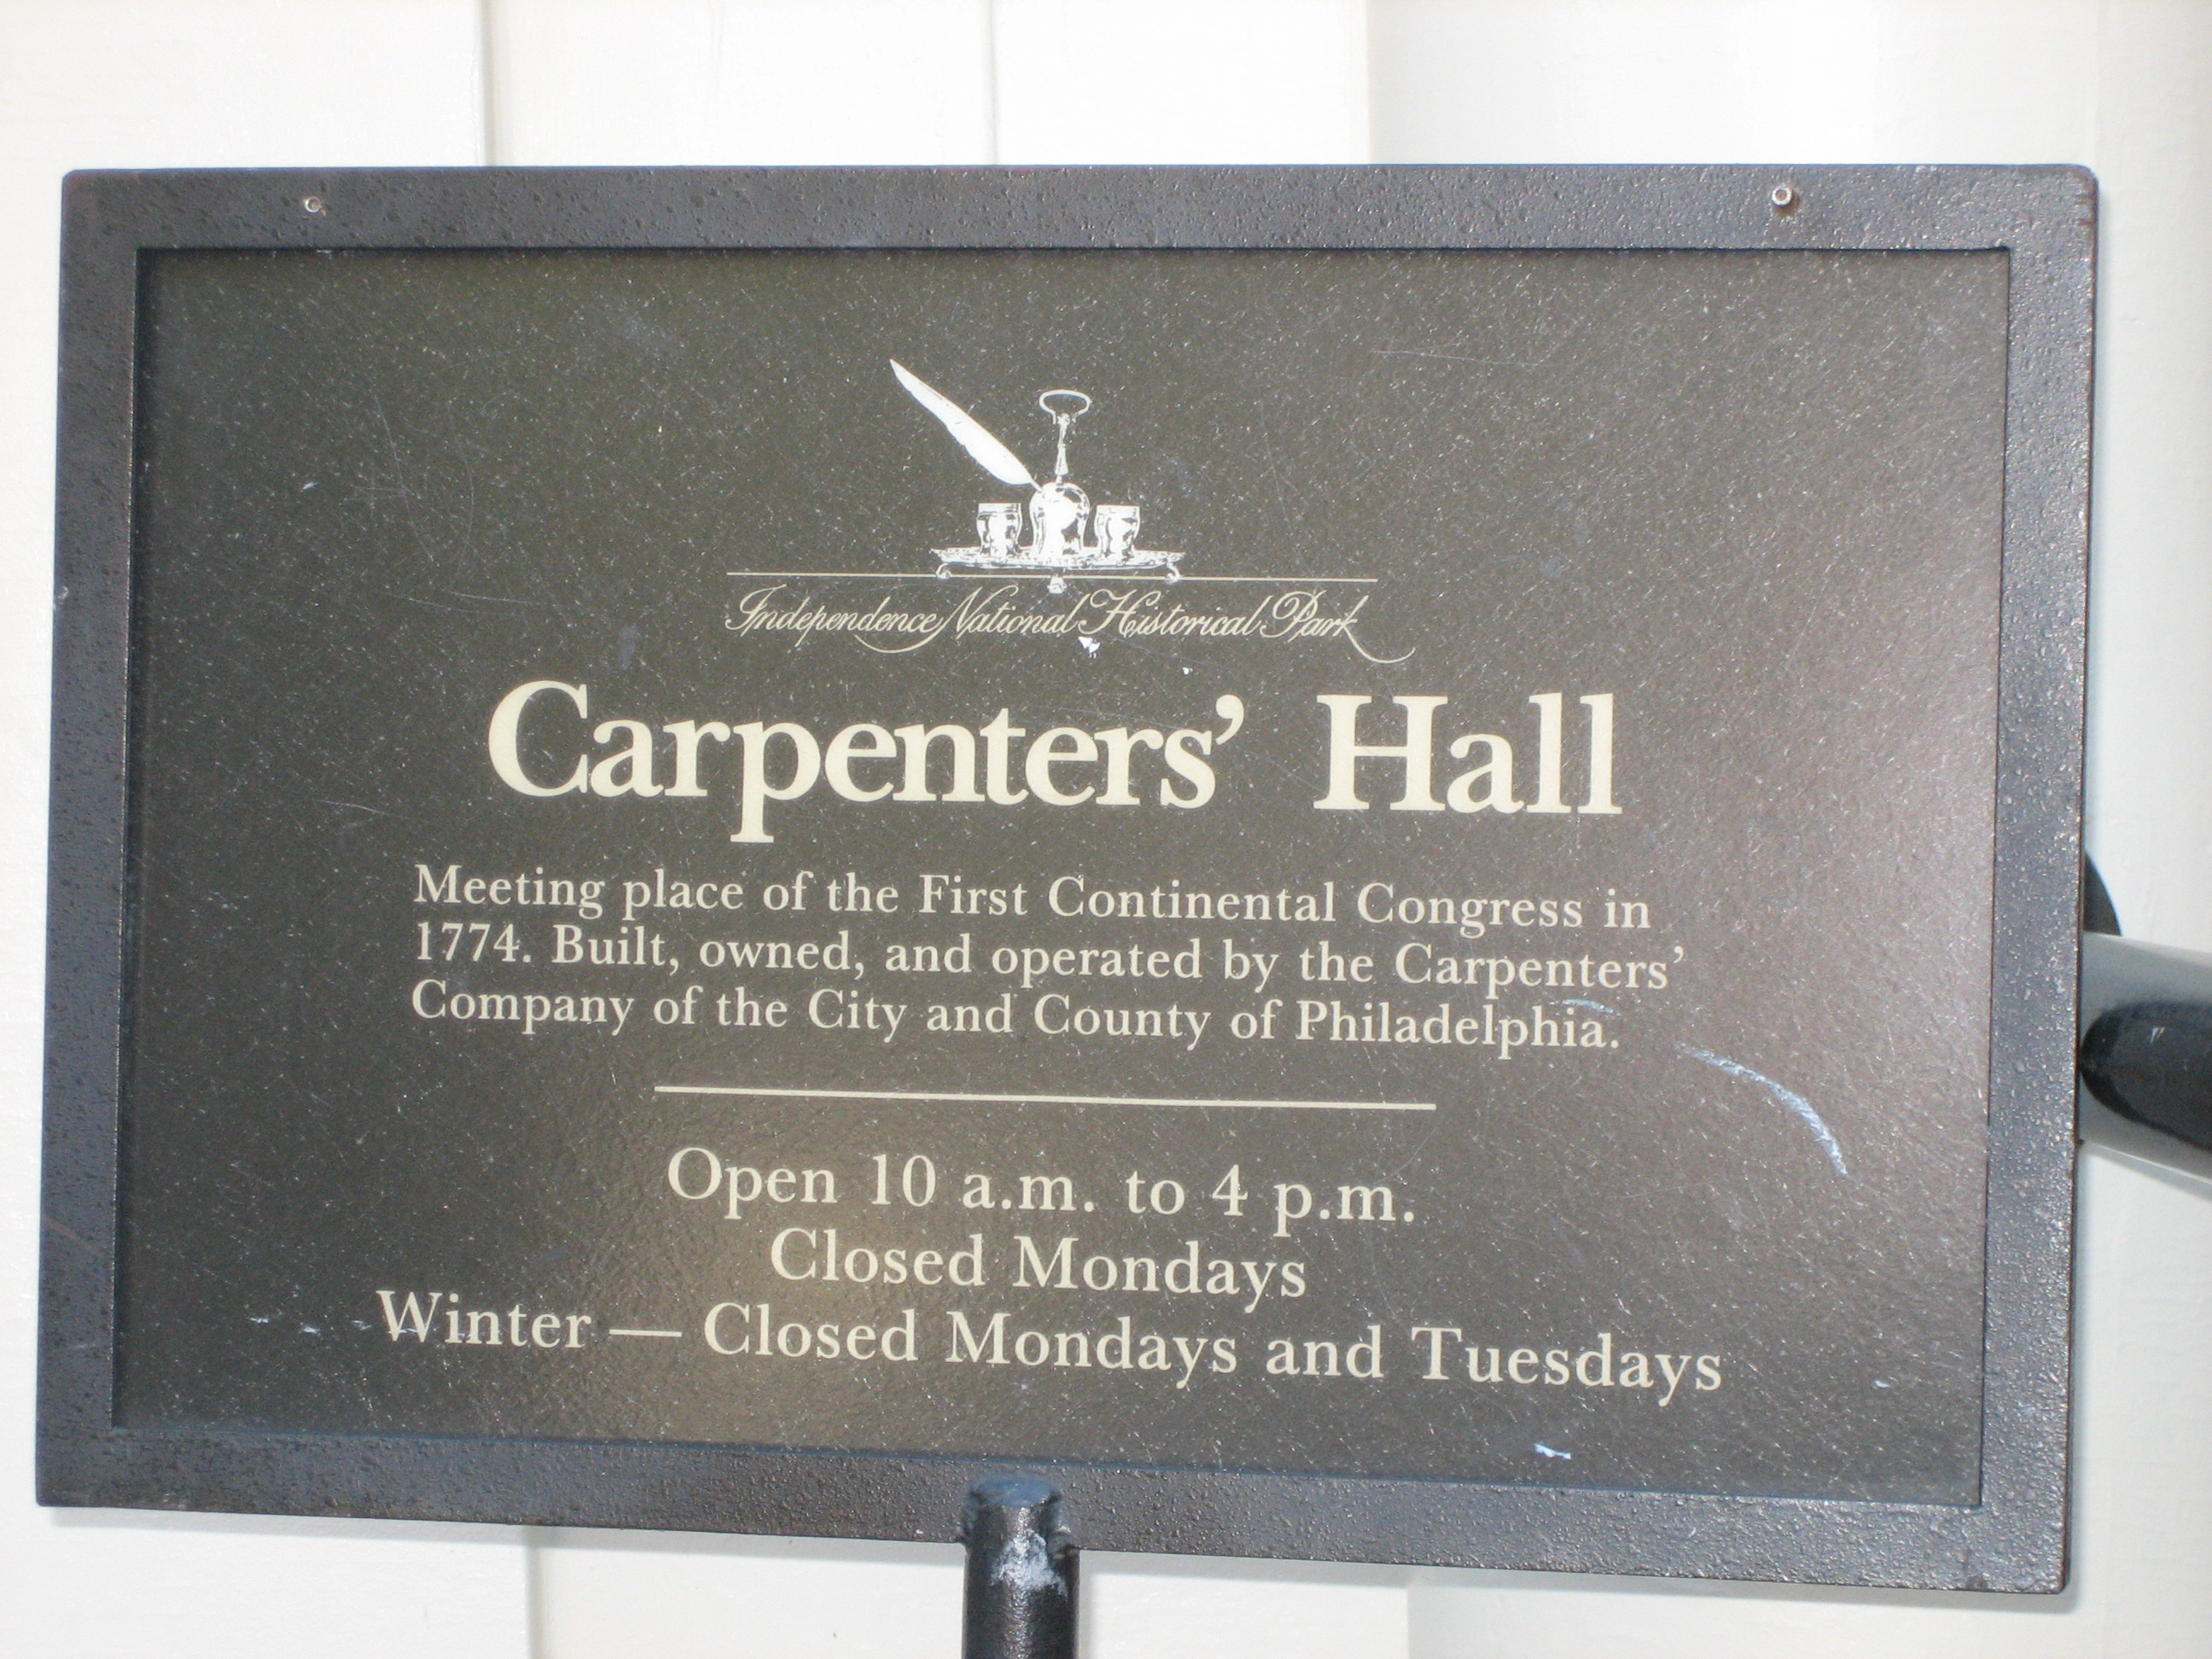 Independence National Historical Park
Carpenters’ Hall
Meeting place of the First Continental Congress in
1774. Built, owned, and operated by the Carpenters’
Company of the City and County of Philadelphia.
Open 10 a.m. to 4 p.m.
Closed Mondays
Winter — Closed Mondays and Tuesdays